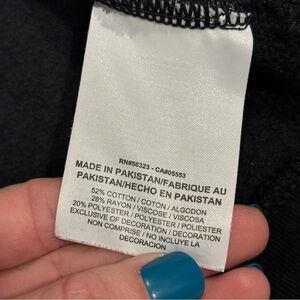 RN#56323 - CA#05553
MADE IN PAKISTAN/FABRIQUE AU
PAKISTAN/HECHO EN PAKISTAN
52% COTTON / COTON / ALGODON
28% RAYON / VISCOSE / VISCOSA
20% POLYESTER / POLYESTER / POLIESTER
EXCLUSIVE OF DECORATION / DECORATION
NON COMPRISE / NO INCLUYE LA
DECORACION